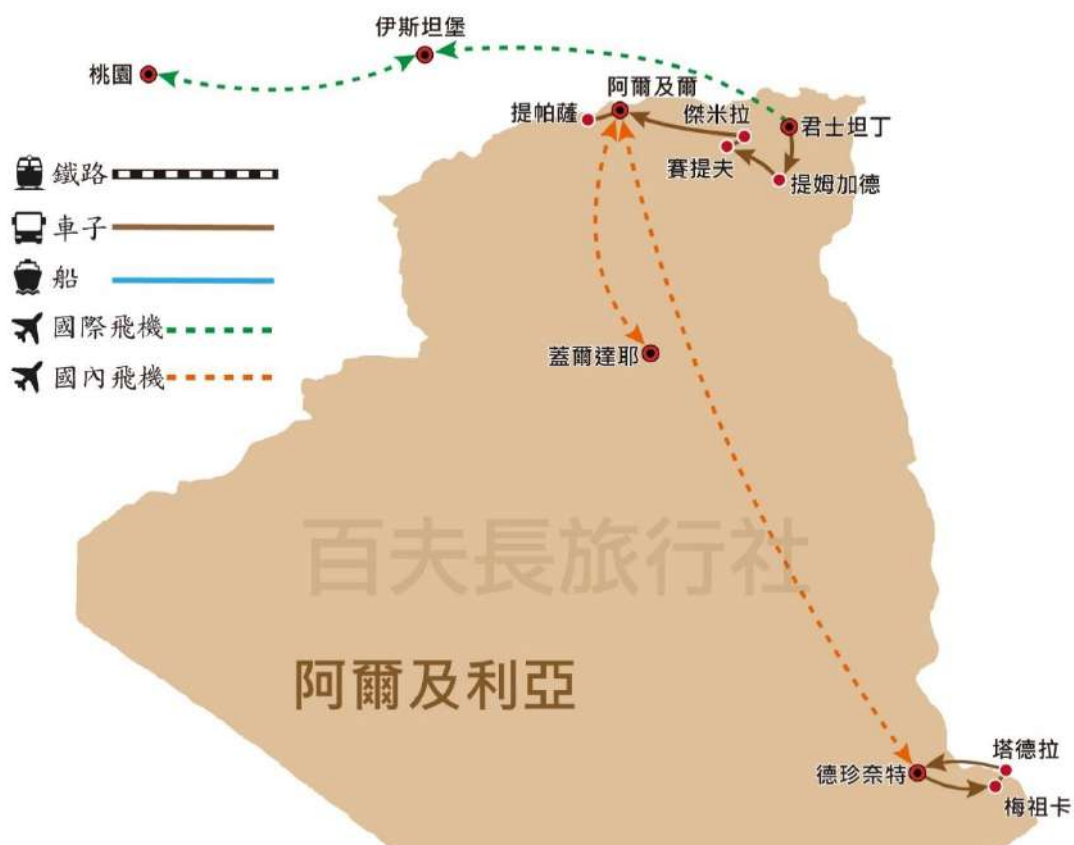 伊斯坦堡
桃園
阿爾及爾
提帕薩
傑米拉
君士坦丁
賽提夫
提姆加德
鐵路
車子
船
國際飛機
國內飛機
蓋爾達耶
百夫長旅行社
阿爾及利亞
塔德拉
德珍奈特
梅祖卡